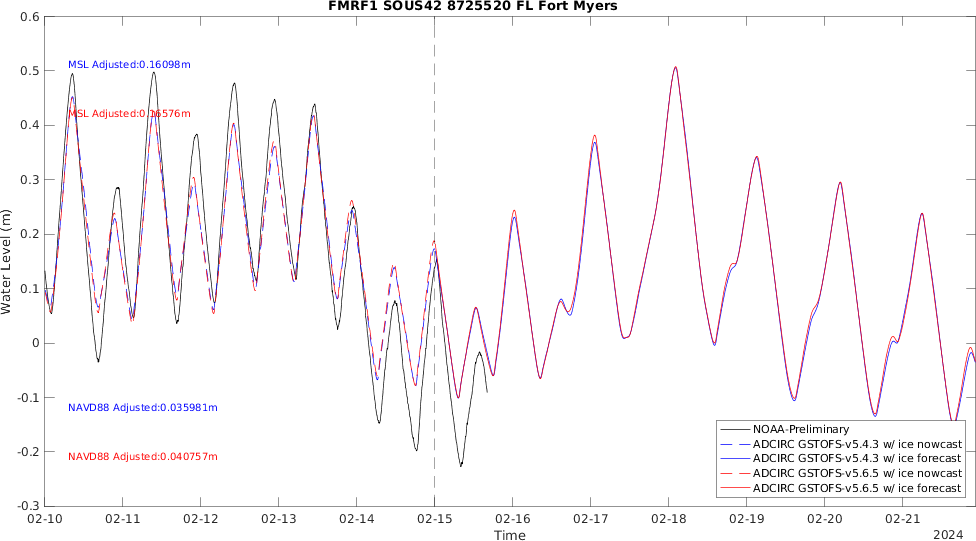 FMRF1 SOUS42 8725520 FL Fort Myers
0.6
0.5
0.4
0.3
0.2
0.1
0
-0.1
-0.2
-0.3
Water Level (m)
MSL Adjusted:0.16098m
MSL Adjusted:0.16576m
NAVD88 Adjusted:0.035981m
NAVD88 Adjusted:0.040757m
NOAA-Preliminary
ADCIRC GSTOFS-v5.4.3 w/ ice nowcast
ADCIRC GSTOFS-v5.4.3 w/ ice forecast
ADCIRC GSTOFS-v5.6.5 w/ ice nowcast
ADCIRC GSTOFS-v5.6.5 w/ ice forecast
02-10 02-11 02-12 02-13 02-14 02-15 02-16 02-17 02-18 02-19 02-20 02-21
Time
2024